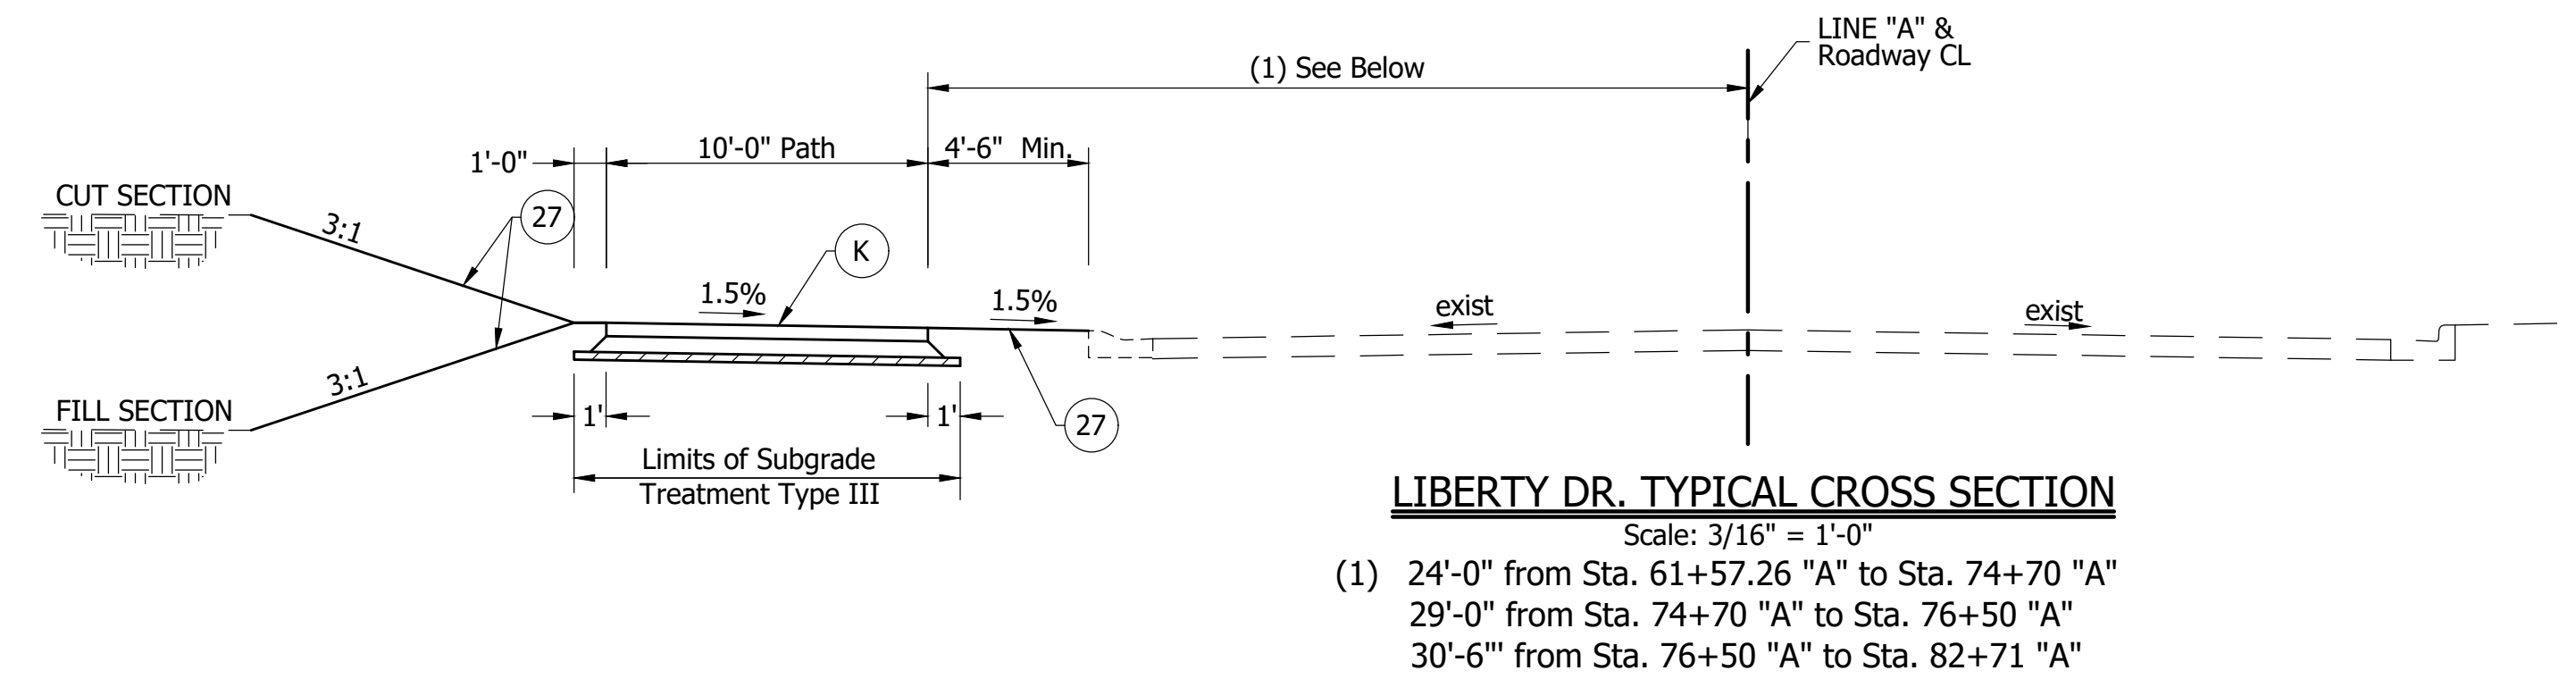 LINE "A" &
Roadway CL
(1) See Below
1'-0"
10'-0" Path
4'-6" Min.
CUT SECTION
3:1
27
K
1.5%
1.5%
exist
exist
3:1
FILL SECTION
1'
1'
27
Limits of Subgrade
Treatment Type III
LIBERTY DR. TYPICAL CROSS SECTION
Scale: 3/16" = 1'-0"
(1) 24'-0" from Sta. 61+57.26 "A" to Sta. 74+70 "A"
29'-0" from Sta. 74+70 "A" to Sta. 76+50 "A"
30'-6"' from Sta. 76+50 "A" to Sta. 82+71 "A"